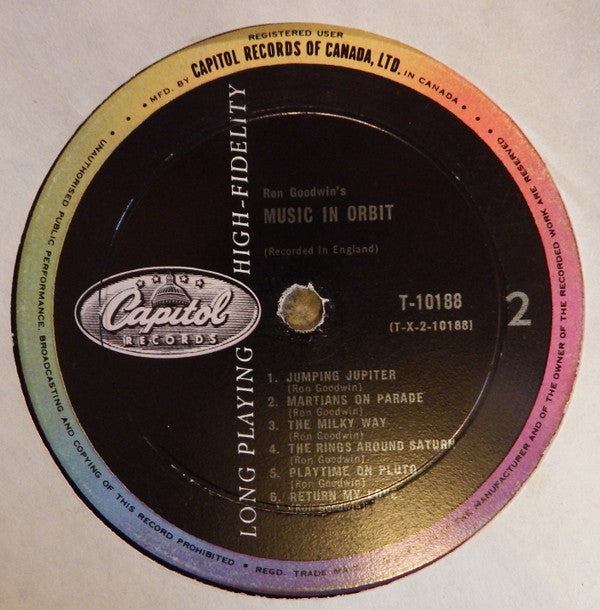 REGISTERED USER
MFD. BY CAPITOL RECORDS OF CANADA, LTD. IN CANADA
UNAUTHORISED PUBLIC PERFORMANCE, BROADCASTING AND COPYING OF THIS RECORD PROHIBITED
REGD. TRADE MARK
THE MANUFACTURER AND OF THE OWNER OF THE RECORDED WORK ARE RESERVED
LONG PLAYING HIGH-FIDELITY
Capitol
RECORDS
Ron Goodwin's
MUSIC IN ORBIT
(Recorded in England)
T-10188
(T-X-2-10188)
2
1. JUMPING JUPITER
(Ron Goodwin)
2. MARTIANS ON PARADE
(Ron Goodwin)
3. THE MILKY WAY
(Ron Goodwin)
4. THE RINGS AROUND SATURN
(Ron Goodwin)
5. PLAYTIME ON PLUTO
(Ron Goodwin)
6. RETURN MY LOVE
(Ron Goodwin)